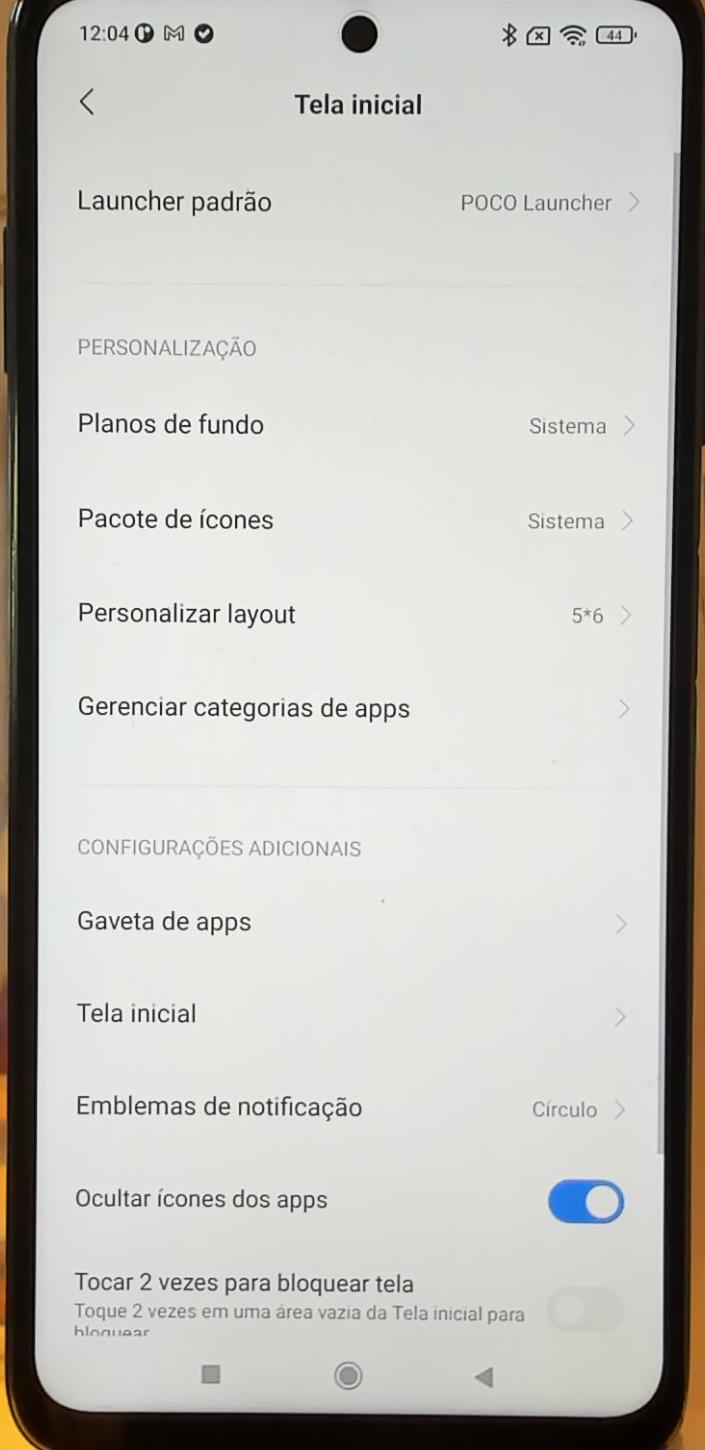 12:04
44
Tela inicial
Launcher padrão POCO Launcher
PERSONALIZAÇÃO
Planos de fundo Sistema
Pacote de ícones Sistema
Personalizar layout 5*6
Gerenciar categorias de apps
CONFIGURAÇÕES ADICIONAIS
Gaveta de apps
Tela inicial
Emblemas de notificação Círculo
Ocultar ícones dos apps
Tocar 2 vezes para bloquear tela
Toque 2 vezes em uma área vazia da Tela inicial para
bloquear